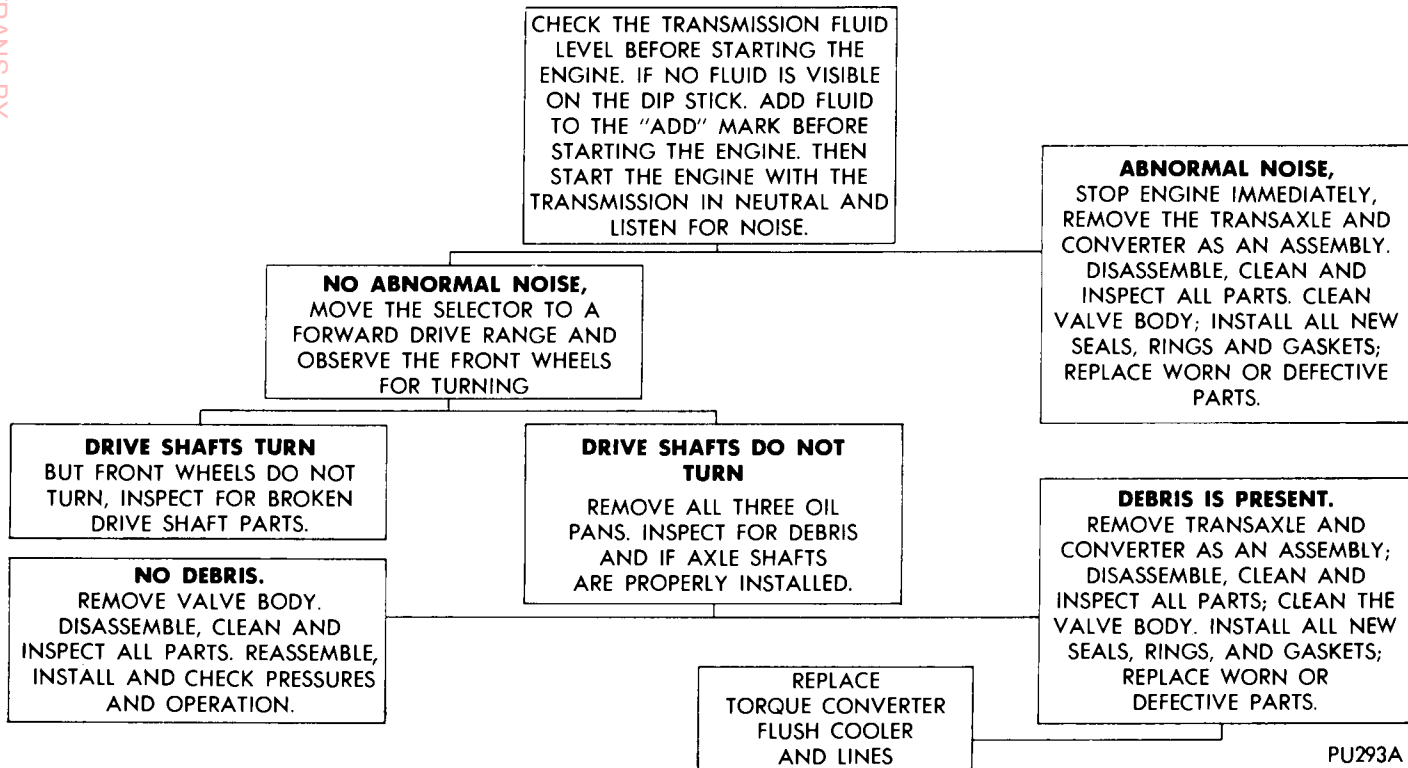 CHECK THE TRANSMISSION FLUID
LEVEL BEFORE STARTING THE
ENGINE. IF NO FLUID IS VISIBLE
ON THE DIP STICK. ADD FLUID
TO THE "ADD" MARK BEFORE
STARTING THE ENGINE. THEN
START THE ENGINE WITH THE
TRANSMISSION IN NEUTRAL AND
LISTEN FOR NOISE.
ABNORMAL NOISE,
STOP ENGINE IMMEDIATELY,
REMOVE THE TRANSAXLE AND
CONVERTER AS AN ASSEMBLY.
DISASSEMBLE, CLEAN AND
INSPECT ALL PARTS. CLEAN
VALVE BODY; INSTALL ALL NEW
SEALS, RINGS AND GASKETS;
REPLACE WORN OR DEFECTIVE
PARTS.
NO ABNORMAL NOISE,
MOVE THE SELECTOR TO A
FORWARD DRIVE RANGE AND
OBSERVE THE FRONT WHEELS
FOR TURNING
DRIVE SHAFTS TURN
BUT FRONT WHEELS DO NOT
TURN, INSPECT FOR BROKEN
DRIVE SHAFT PARTS.
DRIVE SHAFTS DO NOT
TURN
REMOVE ALL THREE OIL
PANS. INSPECT FOR DEBRIS
AND IF AXLE SHAFTS
ARE PROPERLY INSTALLED.
NO DEBRIS.
REMOVE VALVE BODY.
DISASSEMBLE, CLEAN AND
INSPECT ALL PARTS. REASSEMBLE,
INSTALL AND CHECK PRESSURES
AND OPERATION.
DEBRIS IS PRESENT.
REMOVE TRANSAXLE AND
CONVERTER AS AN ASSEMBLY;
DISASSEMBLE, CLEAN AND
INSPECT ALL PARTS; CLEAN THE
VALVE BODY. INSTALL ALL NEW
SEALS, RINGS, AND GASKETS;
REPLACE WORN OR
DEFECTIVE PARTS.
REPLACE
TORQUE CONVERTER
FLUSH COOLER
AND LINES
PU293A